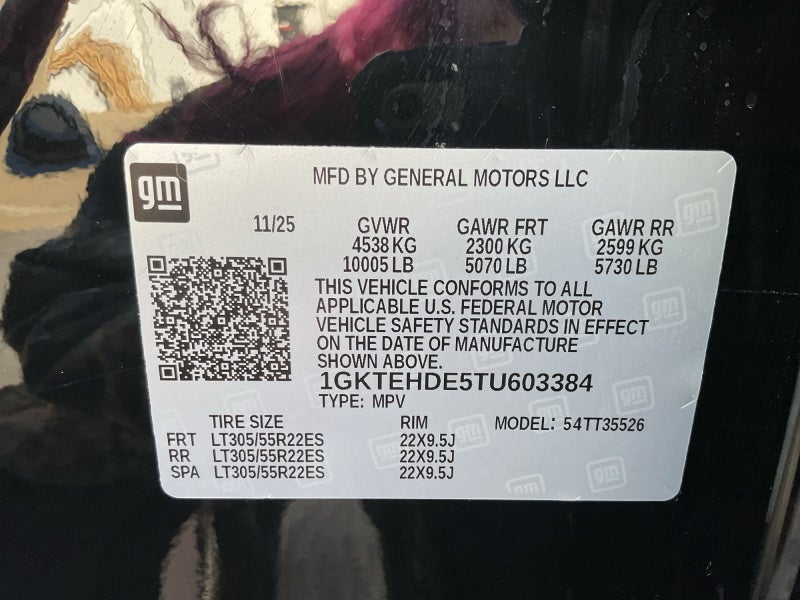 gm
MFD BY GENERAL MOTORS LLC
11/25 GVWR GAWR FRT GAWR RR
4538 KG 2300 KG 2599 KG
10005 LB 5070 LB 5730 LB
THIS VEHICLE CONFORMS TO ALL
APPLICABLE U.S. FEDERAL MOTOR
VEHICLE SAFETY STANDARDS IN EFFECT
ON THE DATE OF MANUFACTURE
SHOWN ABOVE.
1GKTEHDE5TU603384
TYPE: MPV
TIRE SIZE RIM MODEL: 54TT35526
FRT LT305/55R22ES 22X9.5J
RR LT305/55R22ES 22X9.5J
SPA LT305/55R22ES 22X9.5J